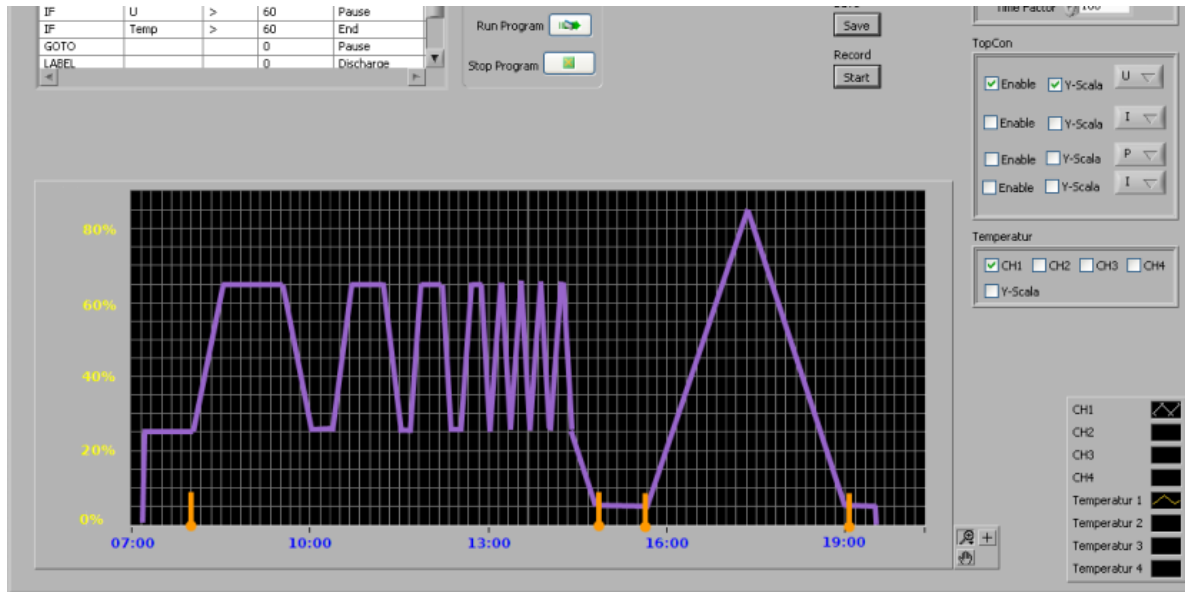 IF U > 60 Pause
IF Temp > 60 End
GOTO 0 Pause
LABEL 0 Discharge
Run Program
Stop Program
Save
Record
Start
Time Factor 100
TopCon
Enable Y-Scala U
Enable Y-Scala I
Enable Y-Scala P
Enable Y-Scala I
Temperatur
CH1 CH2 CH3 CH4
Y-Scala
80%
60%
40%
20%
0%
07:00 10:00 13:00 16:00 19:00
CH1
CH2
CH3
CH4
Temperatur 1
Temperatur 2
Temperatur 3
Temperatur 4